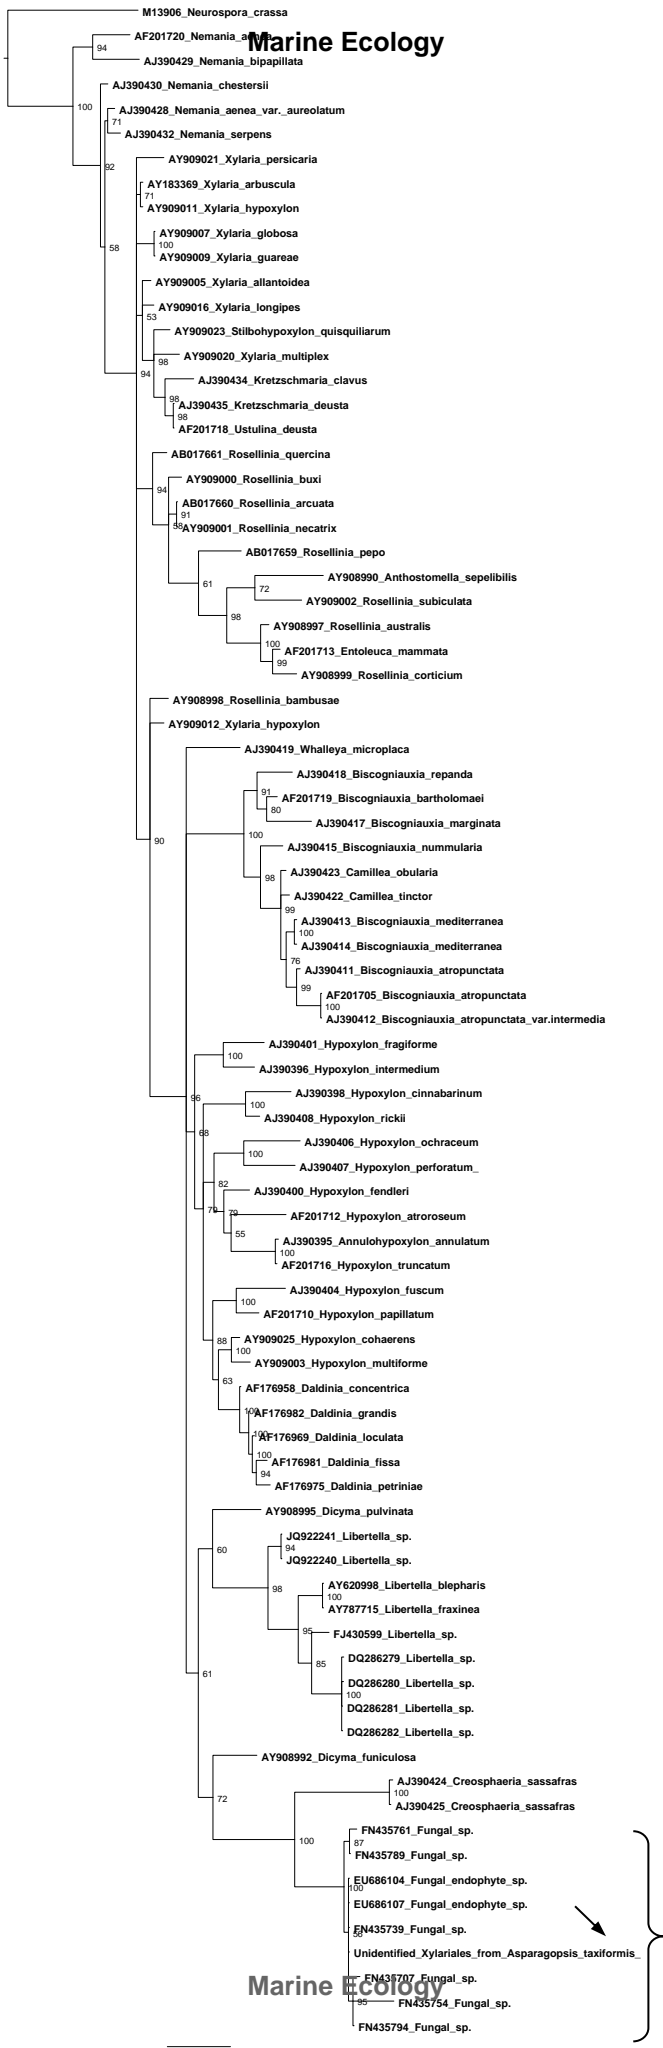 M13906_Neurospora_crassa
AF201720_Nemania_aenea
Marine Ecology
94
AJ390429_Nemania_bipapillata
AJ390430_Nemania_chestersii
100
AJ390428_Nemania_aenea_var._aureolatum
71
AJ390432_Nemania_serpens
AY909021_Xylaria_persicaria
92
AY183369_Xylaria_arbuscula
71
AY909011_Xylaria_hypoxylon
AY909007_Xylaria_globosa
100
58
AY909009_Xylaria_guareae
AY909005_Xylaria_allantoidea
AY909016_Xylaria_longipes
53
AY909023_Stilbohypoxylon_quisquiliarum
AY909020_Xylaria_multiplex
98
94
AJ390434_Kretzschmaria_clavus
98
AJ390435_Kretzschmaria_deusta
98
AF201718_Ustulina_deusta
AB017661_Rosellinia_quercina
AY909000_Rosellinia_buxi
94
AB017660_Rosellinia_arcuata
91
58
AY909001_Rosellinia_necatrix
AB017659_Rosellinia_pepo
AY908990_Anthostomella_sepelibilis
61
72
AY909002_Rosellinia_subiculata
98
AY908997_Rosellinia_australis
100
AF201713_Entoleuca_mammata
99
AY908999_Rosellinia_corticium
AY908998_Rosellinia_bambusae
AY909012_Xylaria_hypoxylon
AJ390419_Whalleya_microplaca
AJ390418_Biscogniauxia_repanda
91
AF201719_Biscogniauxia_bartholomaei
80
AJ390417_Biscogniauxia_marginata
100
90
AJ390415_Biscogniauxia_nummularia
AJ390423_Camillea_obularia
98
AJ390422_Camillea_tinctor
99
AJ390413_Biscogniauxia_mediterranea
100
AJ390414_Biscogniauxia_mediterranea
76
AJ390411_Biscogniauxia_atropunctata
99
AF201705_Biscogniauxia_atropunctata
100
AJ390412_Biscogniauxia_atropunctata_var.intermedia
AJ390401_Hypoxylon_fragiforme
100
AJ390396_Hypoxylon_intermedium
AJ390398_Hypoxylon_cinnabarinum
96
100
AJ390408_Hypoxylon_rickii
68
AJ390406_Hypoxylon_ochraceum
100
AJ390407_Hypoxylon_perforatum_
82
AJ390400_Hypoxylon_fendleri
79
79
AF201712_Hypoxylon_atroroseum
55
AJ390395_Annulohypoxylon_annulatum
100
AF201716_Hypoxylon_truncatum
AJ390404_Hypoxylon_fuscum
100
AF201710_Hypoxylon_papillatum
88
AY909025_Hypoxylon_cohaerens
100
AY909003_Hypoxylon_multiforme
63
AF176958_Daldinia_concentrica
100
AF176982_Daldinia_grandis
100
AF176969_Daldinia_loculata
100
AF176981_Daldinia_fissa
94
AF176975_Daldinia_petriniae
AY908995_Dicyma_pulvinata
JQ922241_Libertella_sp.
60
94
JQ922240_Libertella_sp.
98
AY620998_Libertella_blepharis
100
AY787715_Libertella_fraxinea
95
FJ430599_Libertella_sp.
DQ286279_Libertella_sp.
85
61
DQ286280_Libertella_sp.
100
DQ286281_Libertella_sp.
DQ286282_Libertella_sp.
AY908992_Dicyma_funiculosa
AJ390424_Creosphaeria_sassafras
72
100
AJ390425_Creosphaeria_sassafras
FN435761_Fungal_sp.
100
87
FN435789_Fungal_sp.
EU686104_Fungal_endophyte_sp.
100
EU686107_Fungal_endophyte_sp.
FN435739_Fungal_sp.
Unidentified_Xylariales_from_Asparagopsis_taxiformis_
FN435707_Fungal_sp.
Marine Ecology
95
FN435754_Fungal_sp.
FN435794_Fungal_sp.